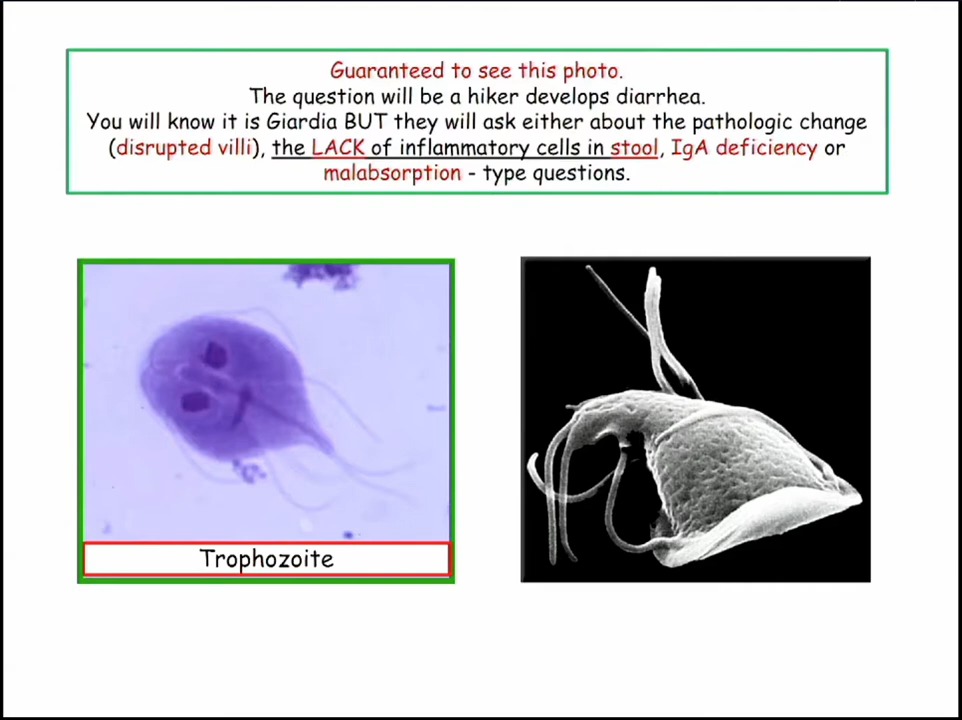 Guaranteed to see this photo.
The question will be a hiker develops diarrhea.
You will know it is Giardia BUT they will ask either about the pathologic change
(disrupted villi), the LACK of inflammatory cells in stool, IgA deficiency or
malabsorption - type questions.
Trophozoite